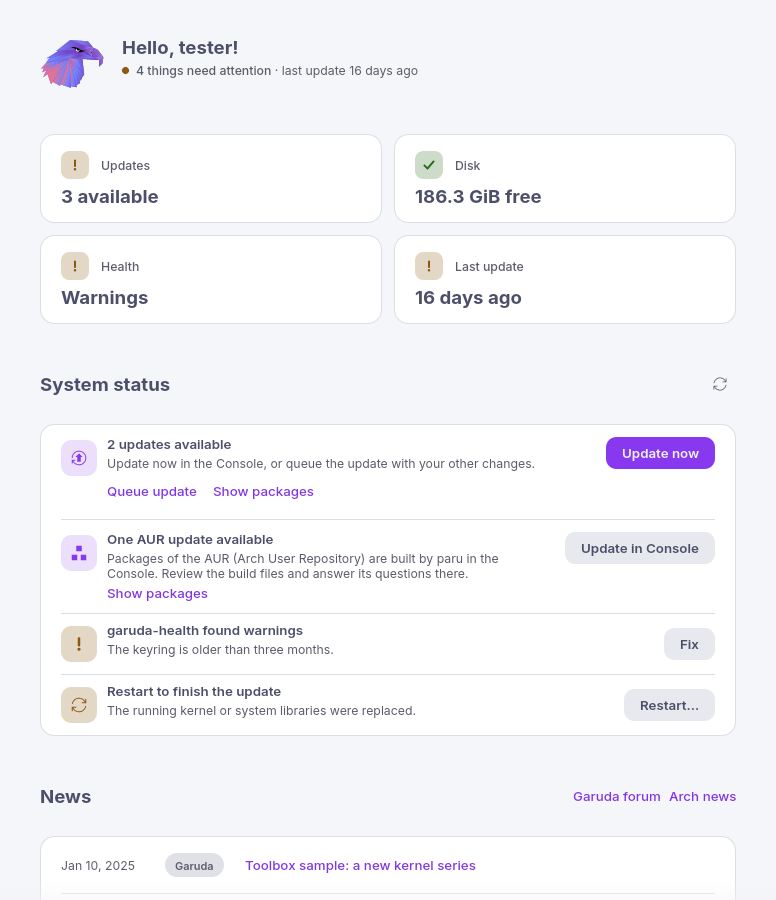 Hello, tester!
4 things need attention · last update 16 days ago
Updates
3 available
Disk
186.3 GiB free
Health
Warnings
Last update
16 days ago
System status
2 updates available
Update now in the Console, or queue the update with your other changes.
Update now
Queue update Show packages
One AUR update available
Packages of the AUR (Arch User Repository) are built by paru in the
Console. Review the build files and answer its questions there.
Update in Console
Show packages
garuda-health found warnings
The keyring is older than three months.
Fix
Restart to finish the update
The running kernel or system libraries were replaced.
Restart...
News
Garuda forum Arch news
Jan 10, 2025 Garuda Toolbox sample: a new kernel series